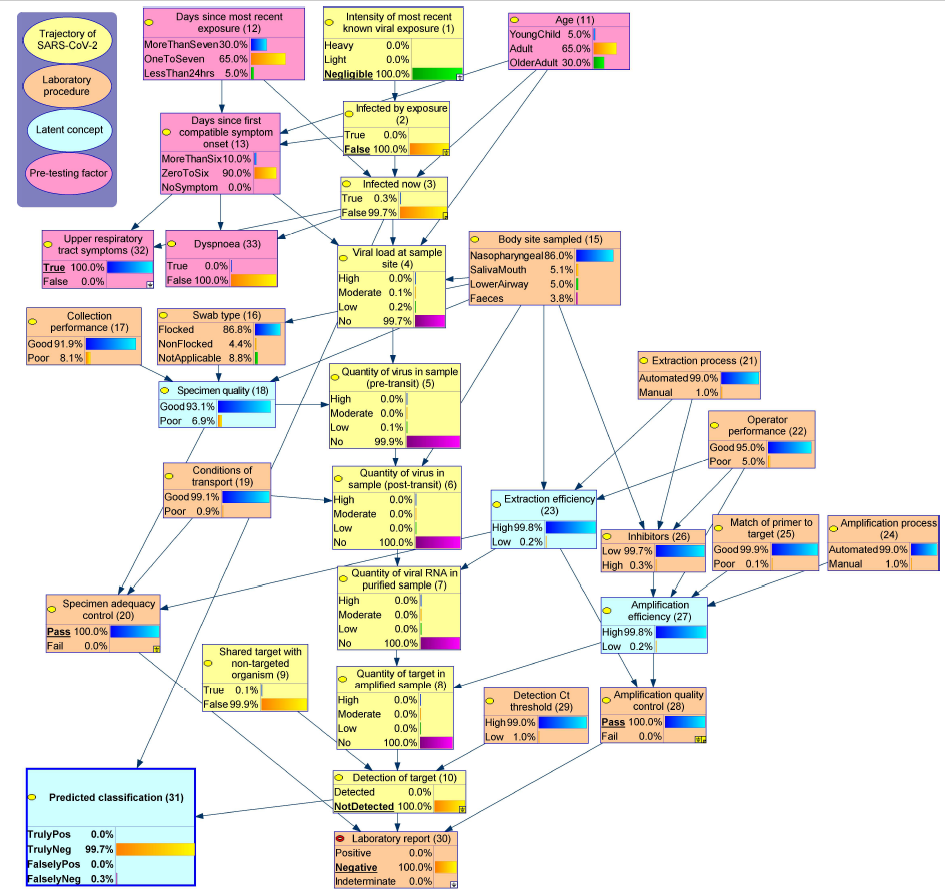 Trajectory of
SARS-CoV-2
Laboratory
procedure
Latent concept
Pre-testing factor
Days since most recent
exposure (12)
MoreThanSeven 30.0%
OneToSeven 65.0%
LessThan24hrs 5.0%
Intensity of most recent
known viral exposure (1)
Heavy 0.0%
Light 0.0%
Negligible 100.0%
Age (11)
YoungChild 5.0%
Adult 65.0%
OlderAdult 30.0%
Infected by exposure
(2)
True 0.0%
False 100.0%
Days since first
compatible symptom
onset (13)
MoreThanSix 10.0%
ZeroToSix 90.0%
NoSymptom 0.0%
Infected now (3)
True 0.3%
False 99.7%
Upper respiratory
tract symptoms (32)
True 100.0%
False 0.0%
Dyspnoea (33)
True 0.0%
False 100.0%
Viral load at sample
site (4)
High 0.0%
Moderate 0.1%
Low 0.2%
No 99.7%
Body site sampled (15)
Nasopharyngeal 86.0%
SalivaMouth 5.1%
LowerAirway 5.0%
Faeces 3.8%
Collection
performance (17)
Good 91.9%
Poor 8.1%
Swab type (16)
Flocked 86.8%
NonFlocked 4.4%
NotApplicable 8.8%
Specimen quality (18)
Good 93.1%
Poor 6.9%
Quantity of virus in sample
(pre-transit) (5)
High 0.0%
Moderate 0.0%
Low 0.1%
No 99.9%
Extraction process (21)
Automated 99.0%
Manual 1.0%
Operator
performance (22)
Good 95.0%
Poor 5.0%
Conditions of
transport (19)
Good 99.1%
Poor 0.9%
Quantity of virus in
sample (post-transit) (6)
High 0.0%
Moderate 0.0%
Low 0.0%
No 100.0%
Extraction efficiency
(23)
High 99.8%
Low 0.2%
Inhibitors (26)
Low 99.7%
High 0.3%
Match of primer to
target (25)
Good 99.9%
Poor 0.1%
Amplification process
(24)
Automated 99.0%
Manual 1.0%
Quantity of viral RNA in
purified sample (7)
High 0.0%
Moderate 0.0%
Low 0.0%
No 100.0%
Specimen adequacy
control (20)
Pass 100.0%
Fail 0.0%
Amplification
efficiency (27)
High 99.8%
Low 0.2%
Shared target with
non-targeted
organism (9)
True 0.1%
False 99.9%
Quantity of target in
amplified sample (8)
High 0.0%
Moderate 0.0%
Low 0.0%
No 100.0%
Detection Ct
threshold (29)
High 99.0%
Low 1.0%
Amplification quality
control (28)
Pass 100.0%
Fail 0.0%
Predicted classification (31)
TrulyPos 0.0%
TrulyNeg 99.7%
FalselyPos 0.0%
FalselyNeg 0.3%
Detection of target (10)
Detected 0.0%
NotDetected 100.0%
Laboratory report (30)
Positive 0.0%
Negative 100.0%
Indeterminate 0.0%